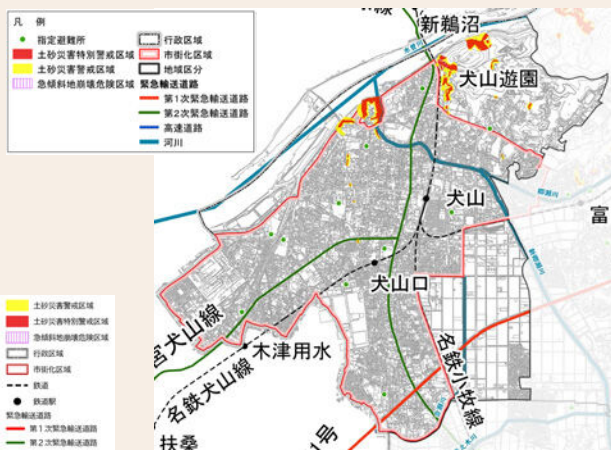 凡 例
指定避難所
土砂災害特別警戒区域
土砂災害警戒区域
急傾斜地崩壊危険区域
行政区域
市街化区域
地域区分
緊急輸送道路
第1次緊急輸送道路
第2次緊急輸送道路
高速道路
河川
新鵜沼
木曽川
犬山遊園
犬山
富
新郷瀬川
犬山口
宮犬山線
木津用水
名鉄犬山線
名鉄小牧線
扶桑
1号
土砂災害警戒区域
土砂災害特別警戒区域
急傾斜地崩壊危険区域
行政区域
市街化区域
鉄道
鉄道駅
緊急輸送道路
第1次緊急輸送道路
第2次緊急輸送道路